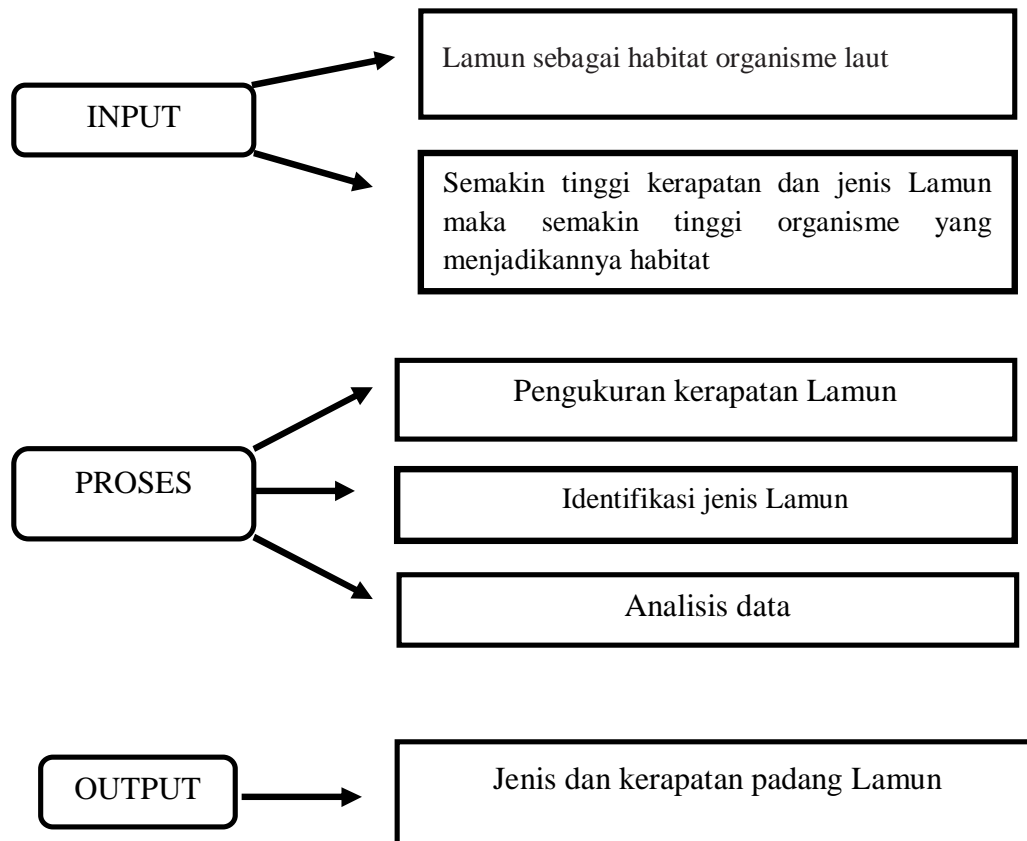 INPUT
Lamun sebagai habitat organisme laut
Semakin tinggi kerapatan dan jenis Lamun
maka semakin tinggi organisme yang
menjadikannya habitat
PROSES
Pengukuran kerapatan Lamun
Identifikasi jenis Lamun
Analisis data
OUTPUT
Jenis dan kerapatan padang Lamun